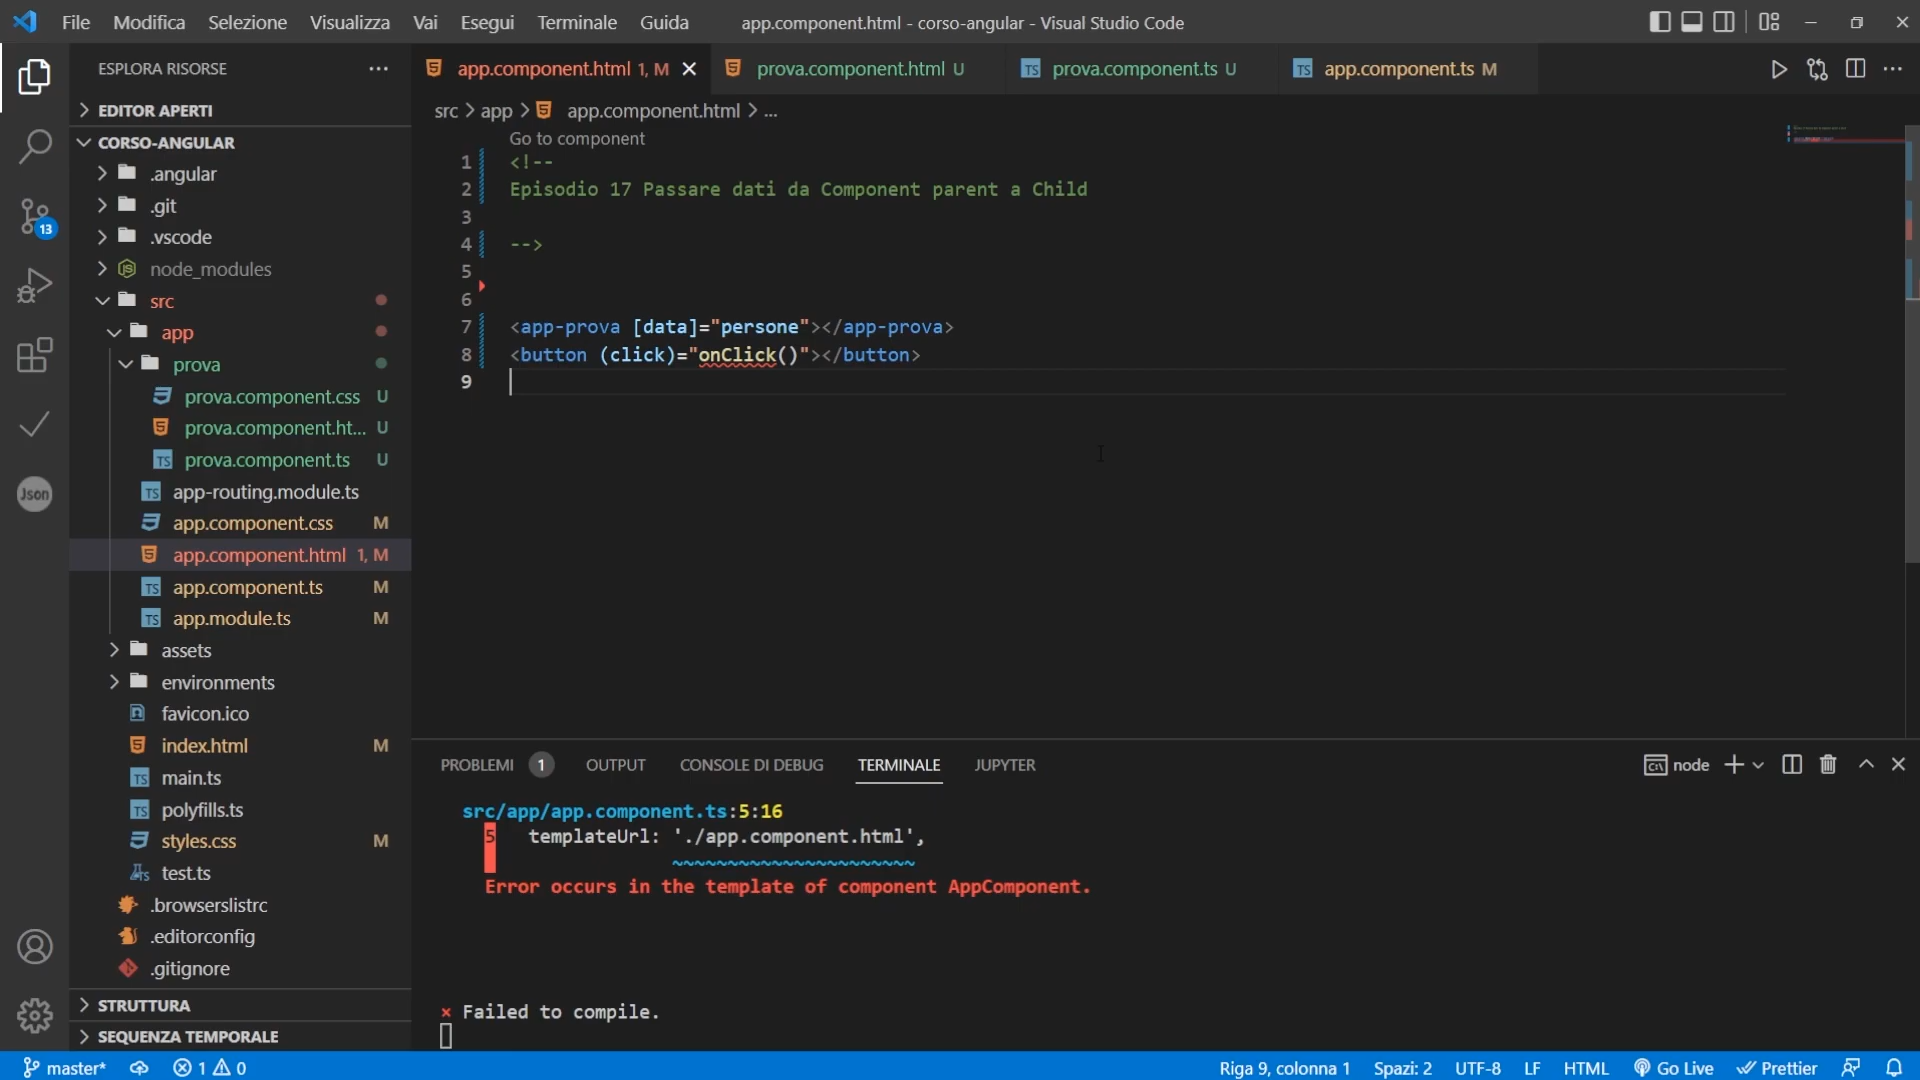 File Modifica Selezione Visualizza Vai Esegui Terminale Guida app.component.html - corso-angular - Visual Studio Code
ESPLORA RISORSE
EDITOR APERTI
CORSO-ANGULAR
.angular
.git
.vscode
node_modules
src
app
prova
prova.component.css U
prova.component.ht... U
prova.component.ts U
app-routing.module.ts
app.component.css M
app.component.html 1, M
app.component.ts M
app.module.ts M
assets
environments
favicon.ico
index.html M
main.ts
polyfills.ts
styles.css M
test.ts
.browserslistrc
.editorconfig
.gitignore
STRUTTURA
SEQUENZA TEMPORALE
13
Json
app.component.html 1, M prova.component.html U prova.component.ts U app.component.ts M
src > app > app.component.html > ...
Go to component
1 <!--
2 Episodio 17 Passare dati da Component parent a Child
3
4 -->
5
6
7 <app-prova [data]="persone"></app-prova>
8 <button (click)="onClick()"></button>
9
PROBLEMI 1 OUTPUT CONSOLE DI DEBUG TERMINALE JUPYTER
node
src/app/app.component.ts:5:16
5 templateUrl: './app.component.html',
~~~~~~~~~~~~~~~~~~~~~~
Error occurs in the template of component AppComponent.
× Failed to compile.
master* 1 0 Riga 9, colonna 1 Spazi: 2 UTF-8 LF HTML Go Live Prettier